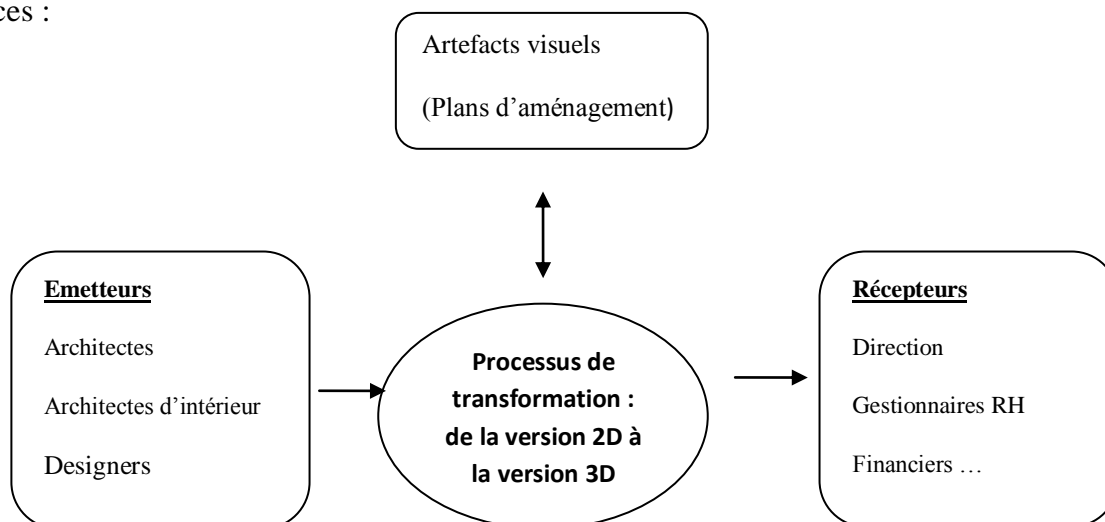 ces :
Artefacts visuels
(Plans d’aménagement)
Emetteurs
Architectes
Architectes d’intérieur
Designers
Processus de
transformation :
de la version 2D à
la version 3D
Récepteurs
Direction
Gestionnaires RH
Financiers …